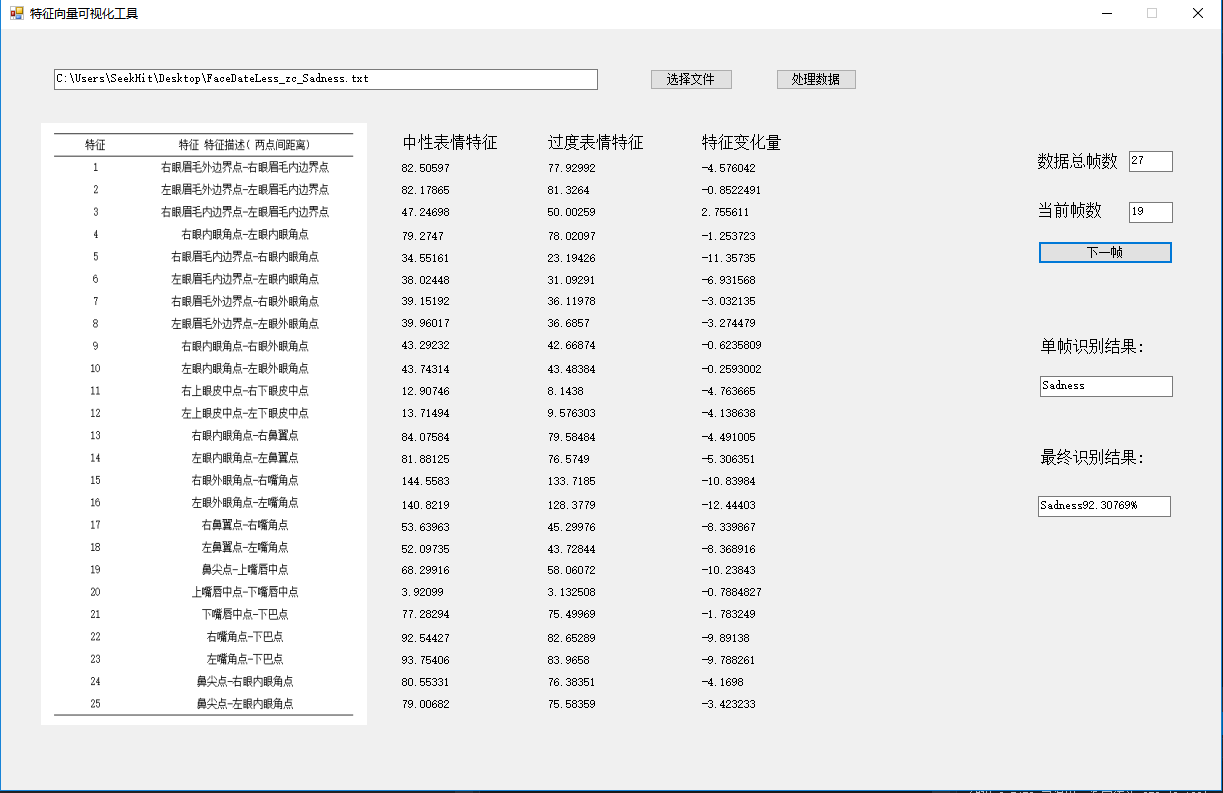 特征向量可视化工具
C:\Users\SeekHit\Desktop\FaceDateLess_zc_Sadness.txt 选择文件 处理数据
特征 特征 特征描述( 两点间距离) 中性表情特征 过度表情特征 特征变化量
1 右眼眉毛外边界点-右眼眉毛内边界点 82.50597 77.92992 -4.576042
数据总帧数 27
2 左眼眉毛外边界点-左眼眉毛内边界点 82.17865 81.3264 -0.8522491
3 右眼眉毛内边界点-左眼眉毛内边界点 47.24698 50.00259 2.755611
当前帧数 19
4 右眼内眼角点-左眼内眼角点 79.2747 78.02097 -1.253723
5 右眼眉毛内边界点-右眼内眼角点 34.55161 23.19426 -11.35735
下一帧
6 左眼眉毛内边界点-左眼内眼角点 38.02448 31.09291 -6.931568
7 右眼眉毛外边界点-右眼外眼角点 39.15192 36.11978 -3.032135
8 左眼眉毛外边界点-左眼外眼角点 39.96017 36.6857 -3.274479
9 右眼内眼角点-右眼外眼角点 43.29232 42.66874 -0.6235809
单帧识别结果:
10 左眼内眼角点-左眼外眼角点 43.74314 43.48384 -0.2593002
11 右上眼皮中点-右下眼皮中点 12.90746 8.1438 -4.763665
Sadness
12 左上眼皮中点-左下眼皮中点 13.71494 9.576303 -4.138638
13 右眼内眼角点-右鼻翼点 84.07584 79.58484 -4.491005
14 左眼内眼角点-左鼻翼点 81.88125 76.5749 -5.306351
最终识别结果:
15 右眼外眼角点-右嘴角点 144.5583 133.7185 -10.83984
16 左眼外眼角点-左嘴角点 140.8219 128.3779 -12.44403
Sadness92.30769%
17 右鼻翼点-右嘴角点 53.63963 45.29976 -8.339867
18 左鼻翼点-左嘴角点 52.09735 43.72844 -8.368916
19 鼻尖点-上嘴唇中点 68.29916 58.06072 -10.23843
20 上嘴唇中点-下嘴唇中点 3.92099 3.132508 -0.7884827
21 下嘴唇中点-下巴点 77.28294 75.49969 -1.783249
22 右嘴角点-下巴点 92.54427 82.65289 -9.89138
23 左嘴角点-下巴点 93.75406 83.9658 -9.788261
24 鼻尖点-右眼内眼角点 80.55331 76.38351 -4.1698
25 鼻尖点-左眼内眼角点 79.00682 75.58359 -3.423233